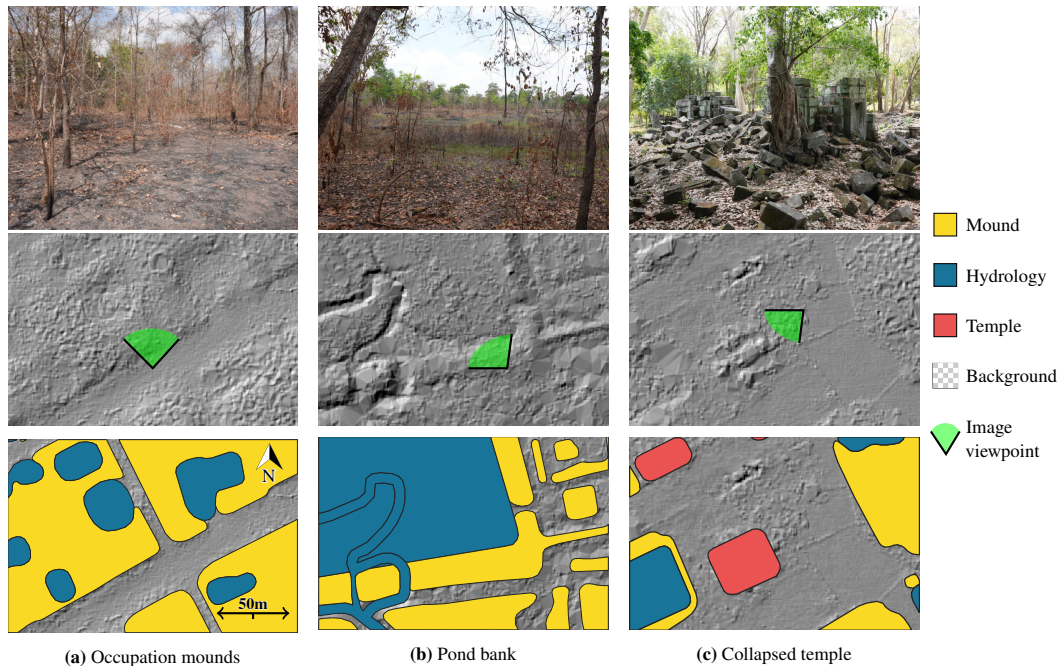 Mound
Hydrology
Temple
Background
Image
viewpoint
N
50m
(a) Occupation mounds
(b) Pond bank
(c) Collapsed temple